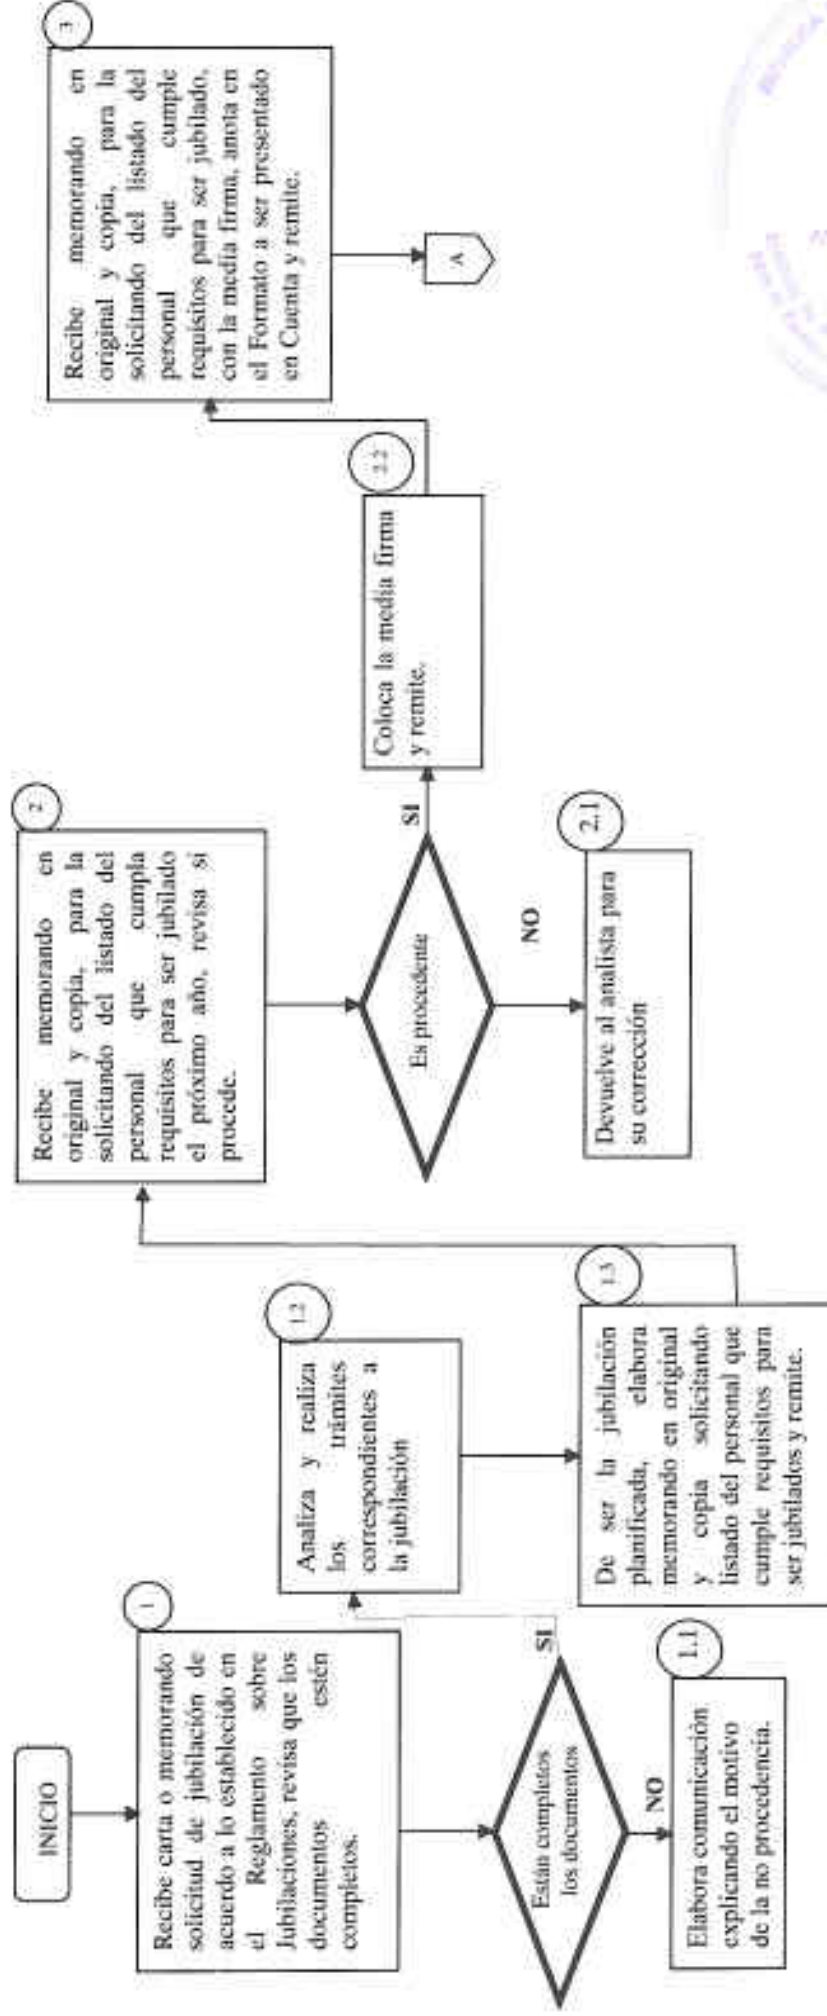 INICIO
1
Recibe carta o memorando
solicitud de jubilación de
acuerdo a lo establecido en
el Reglamento sobre
Jubilaciones, revisa que los
documentos estén
completos.
Están completos
los documentos
SI
NO
1.1
Elabora comunicación
explicando el motivo
de la no procedencia.
1.2
Analiza y realiza
los trámites
correspondientes a
la jubilación
1.3
De ser la jubilación
planificada, elabora
memorando en original
y copia solicitando
listado del personal que
cumple requisitos para
ser jubilados y remite.
2
Recibe memorando en
original y copia, para la
solicitando del listado del
personal que cumpla
requisitos para ser jubilado
el próximo año, revisa si
procede.
Es procedente
SI
NO
2.1
Devuelve al analista para
su corrección
2.2
Coloca la media firma
y remite.
3
Recibe memorando en
original y copia, para la
solicitando del listado del
personal que cumple
requisitos para ser jubilado,
con la media firma, anota en
el Formato a ser presentado
en Cuenta y remite.
A